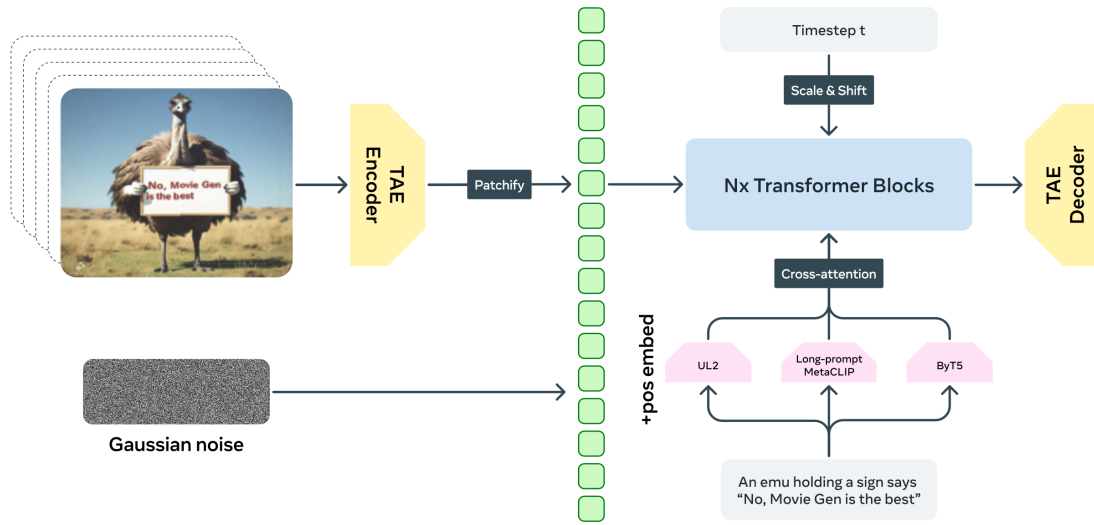 No, Movie Gen
is the best
TAE
Encoder
Patchify
Gaussian noise
Timestep t
Scale & Shift
Nx Transformer Blocks
TAE
Decoder
Cross-attention
+pos embed
UL2
Long-prompt
MetaCLIP
ByT5
An emu holding a sign says
“No, Movie Gen is the best”